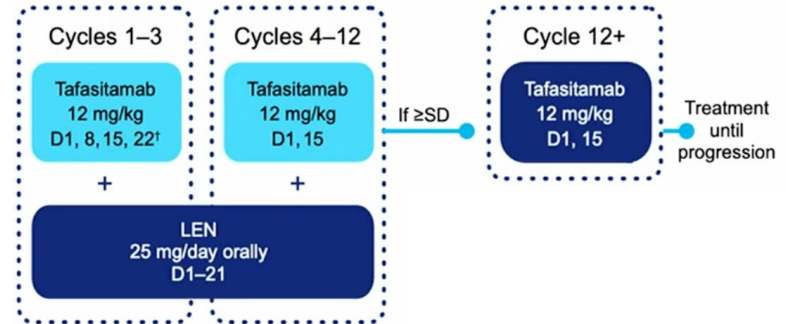 Cycles 1–3
Tafasitamab
12 mg/kg
D1, 8, 15, 22†
+
Cycles 4–12
Tafasitamab
12 mg/kg
D1, 15
+
LEN
25 mg/day orally
D1–21
If ≥SD
Cycle 12+
Tafasitamab
12 mg/kg
D1, 15
Treatment
until
progression